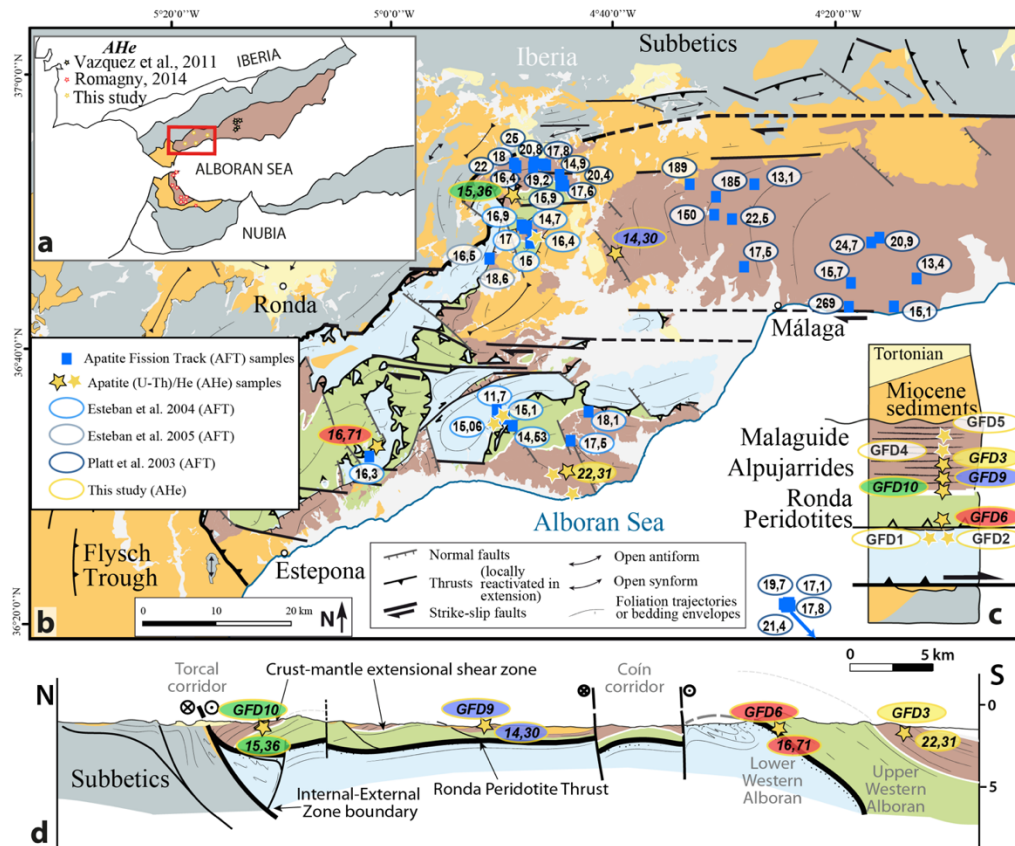 5°20'0"W
5°00'0"W
4°40'0"W
4°20'0"W
37°0'0"N
36°40'0"N
36°20'0"N
AHe
Vazquez et al., 2011
Romagny, 2014
This study
IBERIA
ALBORAN SEA
NUBIA
a
Iberia
Subbetics
25
20,8
17,8
18
14,9
22
20,4
16,4
19,2
17,6
15,36
15,9
16,9
14,7
17
16,4
16,5
15
18,6
14,30
189
185
13,1
150
22,5
17,5
24,7
20,9
15,7
13,4
269
15,1
Ronda
Málaga
Apatite Fission Track (AFT) samples
Apatite (U-Th)/He (AHe) samples
Esteban et al. 2004 (AFT)
Esteban et al. 2005 (AFT)
Platt et al. 2003 (AFT)
This study (AHe)
11,7
15,1
15,06
14,53
18,1
17,5
16,71
16,3
22,31
Alboran Sea
Flysch
Trough
Estepona
b
0
10
20 km
N
Normal faults
Thrusts
(locally
reactivated in
extension)
Strike-slip faults
Open antiform
Open synform
Foliation trajectories
or bedding envelopes
19,7
17,1
17,8
21,4
Tortonian
Miocene
sediments
Malaguide
Alpujarrides
Ronda
Peridotites
GFD5
GFD4
GFD3
GFD9
GFD10
GFD6
GFD1
GFD2
c
0
5 km
N
S
Torcal
corridor
Crust-mantle extensional shear zone
Coín
corridor
GFD10
GFD9
GFD6
GFD3
15,36
14,30
16,71
22,31
0
5
Subbetics
Internal-External
Zone boundary
Ronda Peridotite Thrust
Lower
Western
Alboran
Upper
Western
Alboran
d